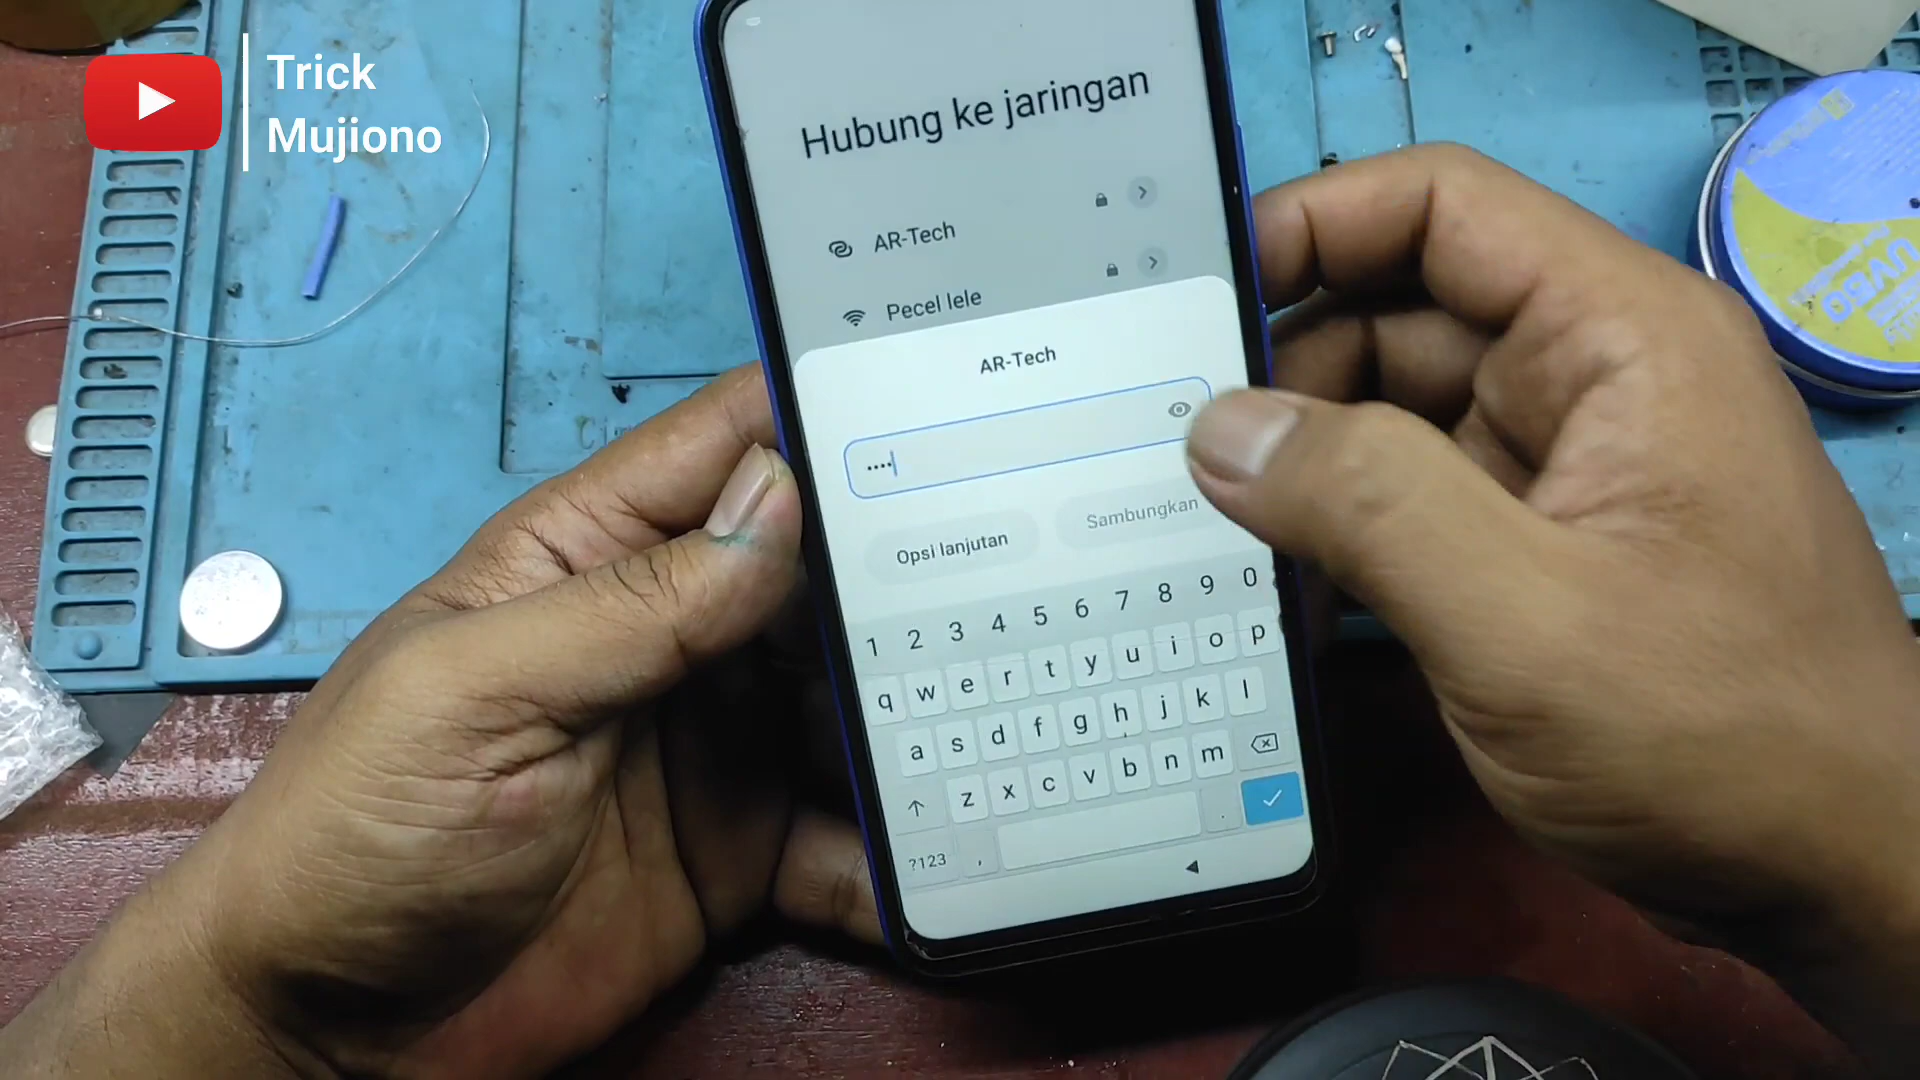 Trick
Mujiono
Hubung ke jaringan
AR-Tech
Pecel lele
AR-Tech
••••
Opsi lanjutan
Sambungkan
1 2 3 4 5 6 7 8 9 0
q w e r t y u i o p
a s d f g h j k l
z x c v b n m
?123 , .
UV50